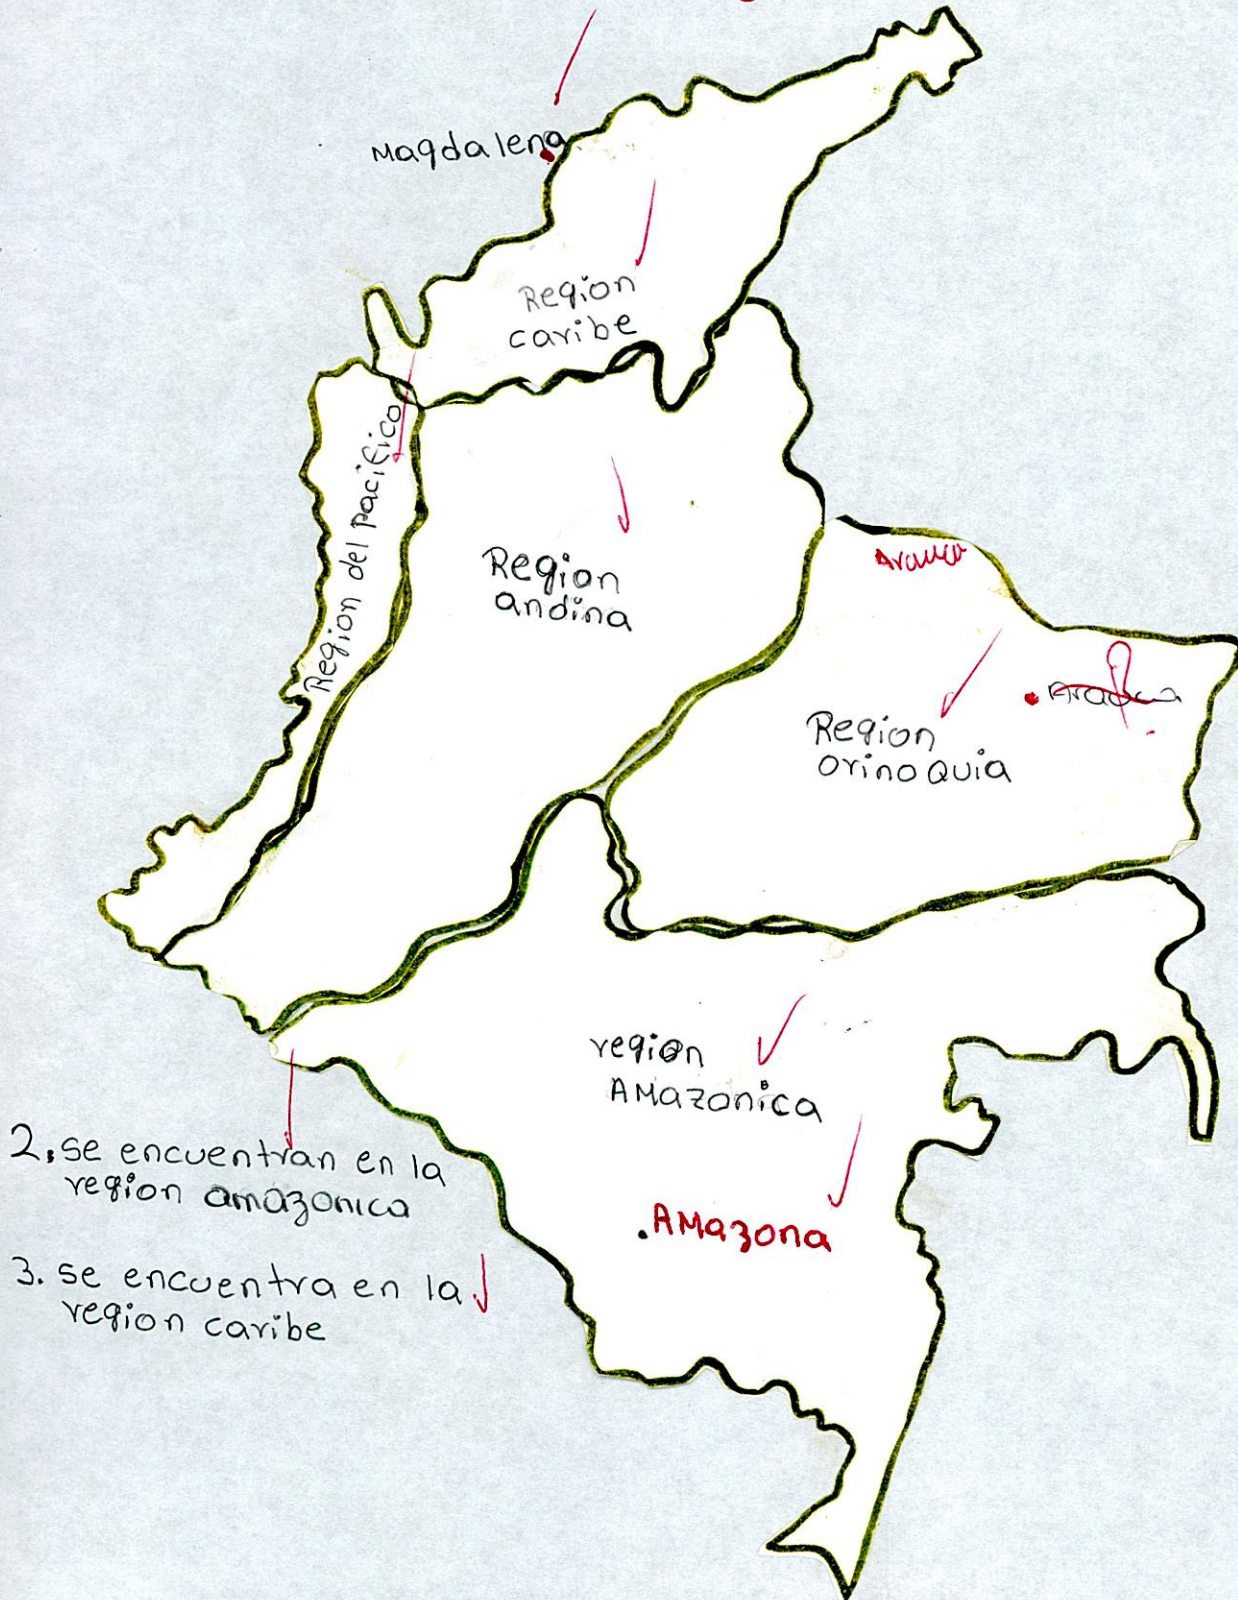 Magdalena
Region
caribe
Region del pacifico
Region
andina
Arauca
Arauca
Region
orinoquia
region
AMazonica
2, se encuentran en la
region amazonica
.AMazona
3. se encuentra en la
region caribe